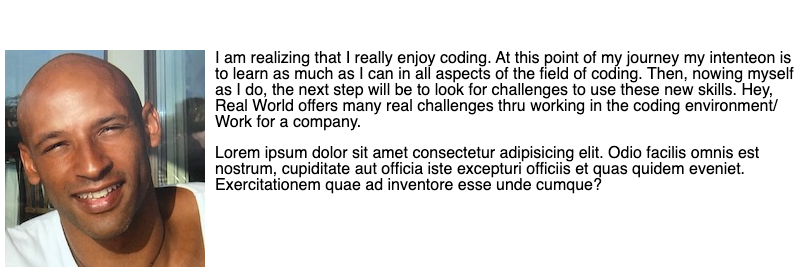 I am realizing that I really enjoy coding. At this point of my journey my intenteon is
to learn as much as I can in all aspects of the field of coding. Then, nowing myself
as I do, the next step will be to look for challenges to use these new skills. Hey,
Real World offers many real challenges thru working in the coding environment/
Work for a company.
Lorem ipsum dolor sit amet consectetur adipisicing elit. Odio facilis omnis est
nostrum, cupiditate aut officia iste excepturi officiis et quas quidem eveniet.
Exercitationem quae ad inventore esse unde cumque?